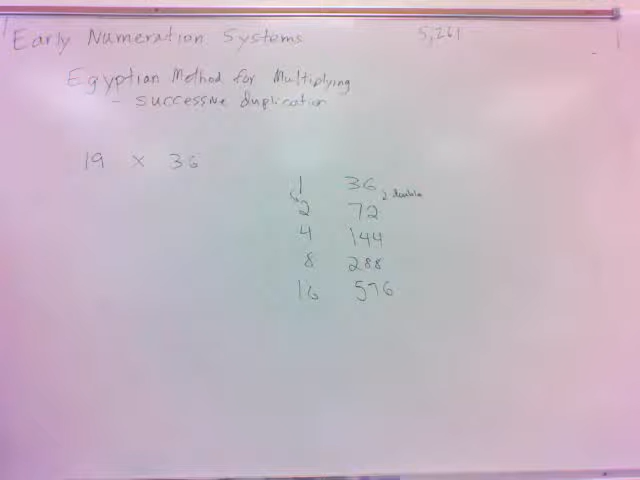 Early Numeration Systems
5,261
Egyptian Method for Multiplying
- successive duplication
19 x 36
1 36
double
2 72
4 144
8 288
16 576